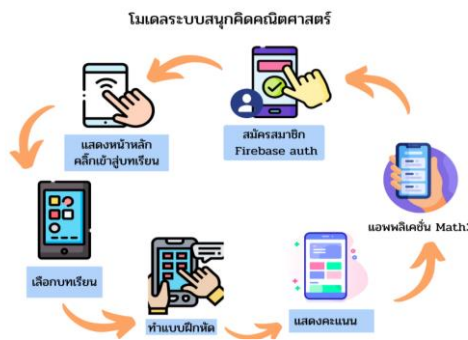 โมเดลระบบสนุกคิดคณิตศาสตร์
สมัครสมาชิก
Firebase auth
แสดงหน้าหลัก
คลิ๊กเข้าสู่บทเรียน
เลือกบทเรียน
ทำแบบฝึกหัด
แสดงคะแนน
แอพพลิเคชั่น